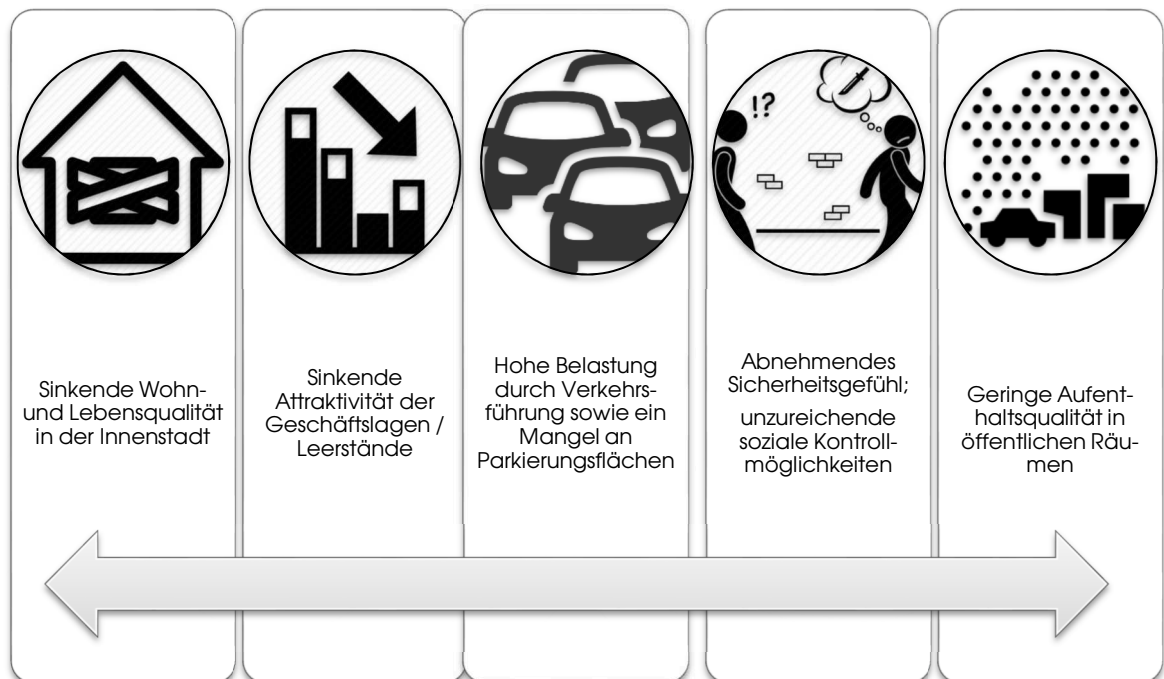 Sinkende Wohn-
und Lebensqualität
in der Innenstadt
Sinkende
Attraktivität der
Geschäftslagen /
Leerstände
Hohe Belastung
durch Verkehrs-
führung sowie ein
Mangel an
Parkierungsflächen
!?
Abnehmendes
Sicherheitsgefühl;
unzureichende
soziale Kontroll-
möglichkeiten
Geringe Aufent-
haltsqualität in
öffentlichen Räu-
men